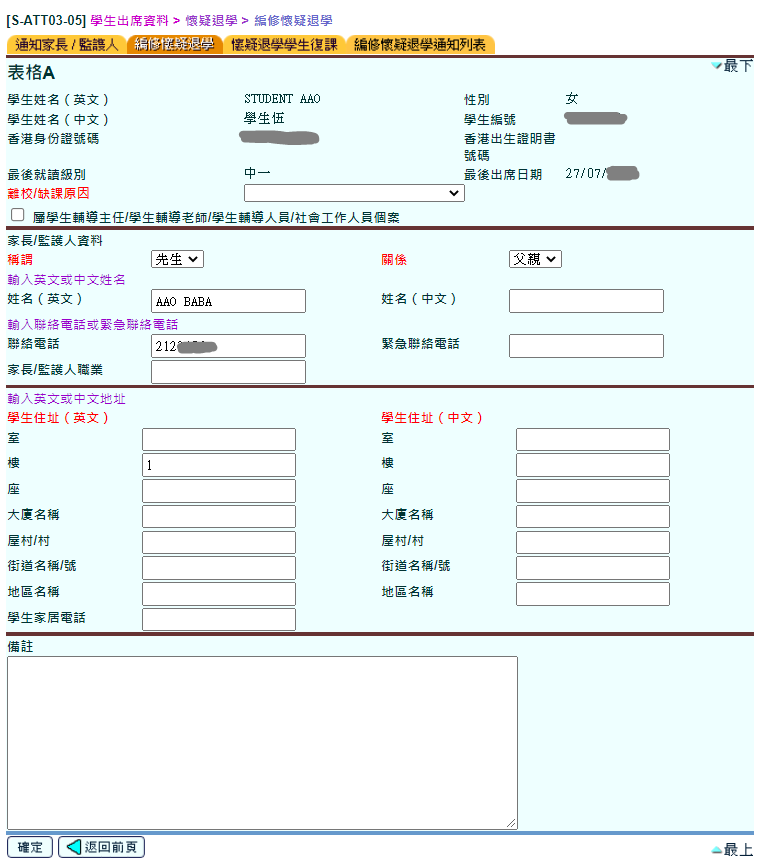 [S-ATT03-05] 學生出席資料 > 懷疑退學 > 編修懷疑退學
通知家長 / 監護人 編修懷疑退學 懷疑退學學生復課 編修懷疑退學通知列表
表格A 最下
學生姓名 ( 英文 ) STUDENT AAO 性別 女
學生姓名 ( 中文 ) 學生伍 學生編號
香港身份證號碼 香港出生證明書
號碼
最後就讀級別 中一 最後出席日期 27/07/
離校/缺課原因
屬學生輔導主任/學生輔導老師/學生輔導人員/社會工作人員個案
家長/監護人資料
稱謂 先生 關係 父親
輸入英文或中文姓名
姓名 ( 英文 ) AAO BABA 姓名 ( 中文 )
輸入聯絡電話或緊急聯絡電話
聯絡電話 212 緊急聯絡電話
家長/監護人職業
輸入英文或中文地址
學生住址 ( 英文 ) 學生住址 ( 中文 )
室 室
樓 1 樓
座 座
大廈名稱 大廈名稱
屋村/村 屋村/村
街道名稱/號 街道名稱/號
地區名稱 地區名稱
學生家居電話
備註
確定 返回前頁 最上